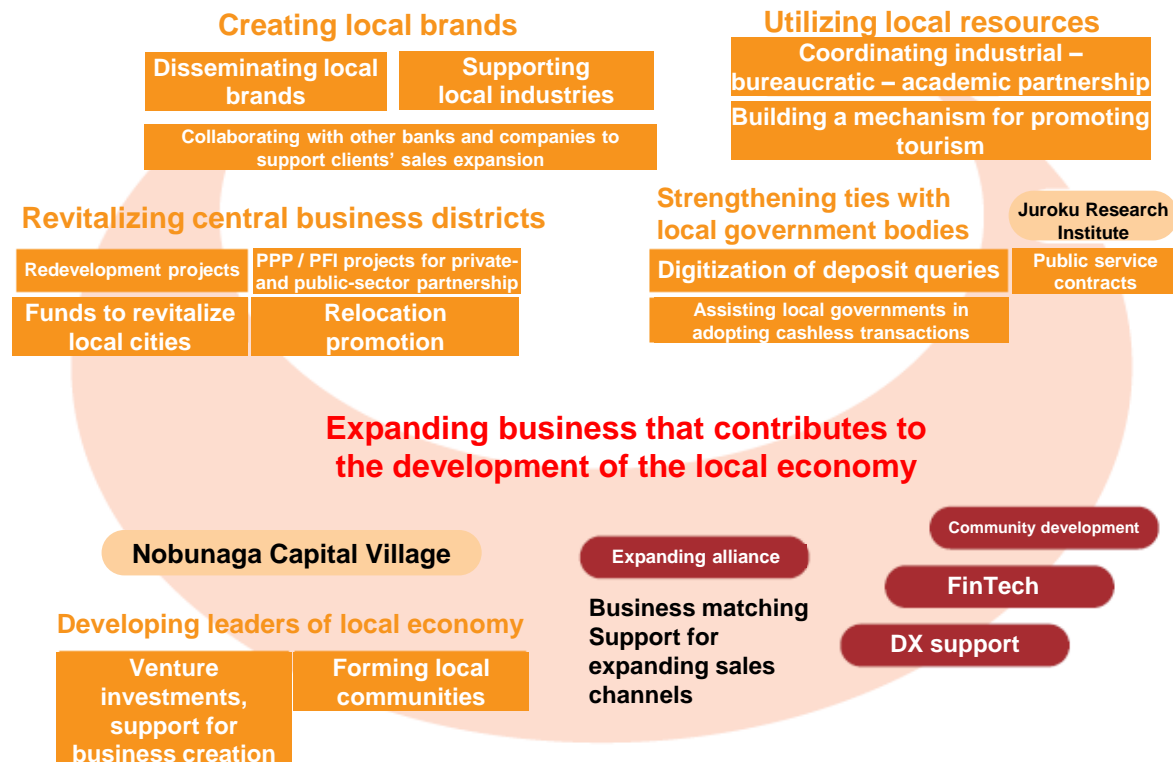 Creating local brands
Disseminating local
brands
Supporting
local industries
Collaborating with other banks and companies to
support clients' sales expansion
Utilizing local resources
Coordinating industrial –
bureaucratic – academic partnership
Building a mechanism for promoting
tourism
Revitalizing central business districts
Redevelopment projects
PPP / PFI projects for private-
and public-sector partnership
Funds to revitalize
local cities
Relocation
promotion
Strengthening ties with
local government bodies
Juroku Research
Institute
Digitization of deposit queries
Public service
contracts
Assisting local governments in
adopting cashless transactions
Expanding business that contributes to
the development of the local economy
Nobunaga Capital Village
Developing leaders of local economy
Venture
investments,
support for
business creation
Forming local
communities
Expanding alliance
Business matching
Support for
expanding sales
channels
Community development
FinTech
DX support